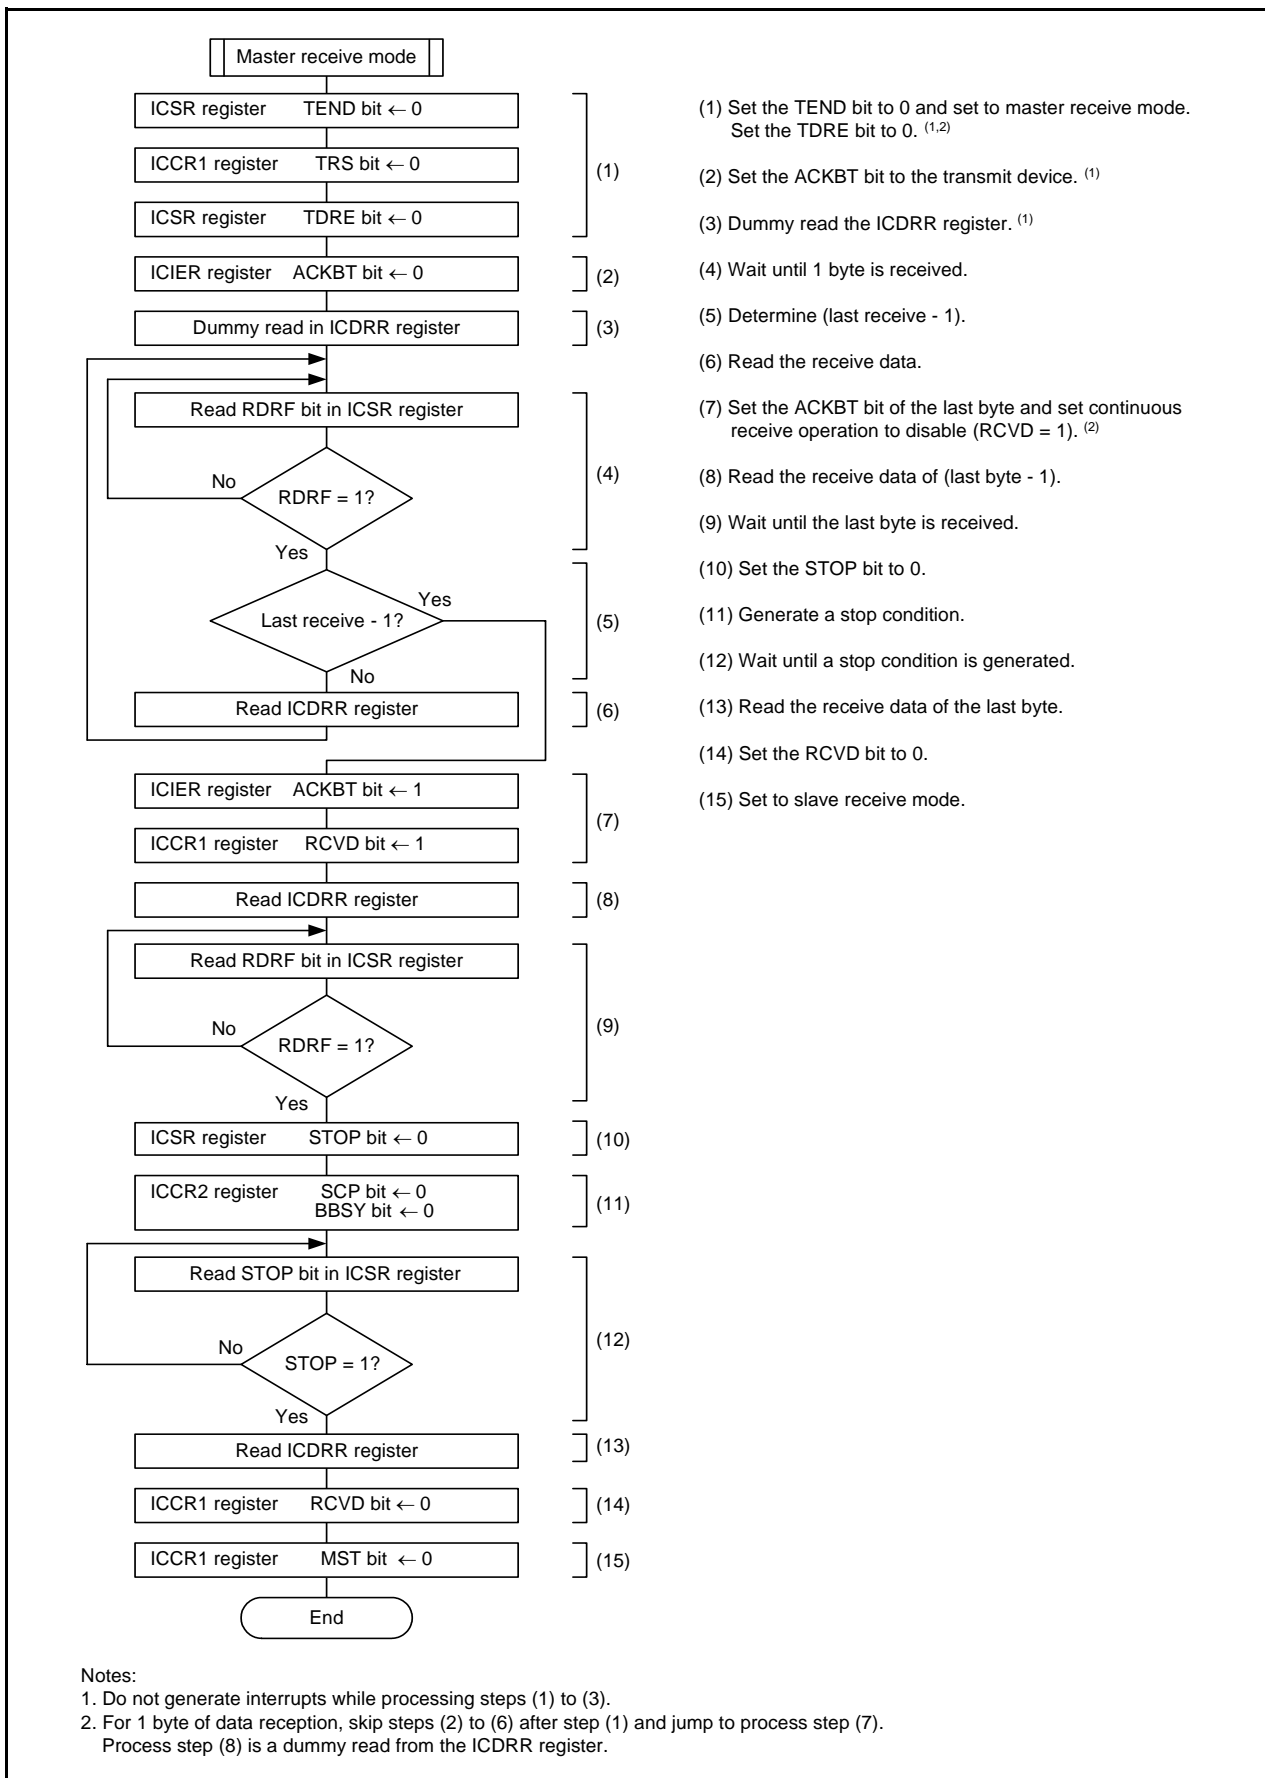 Master receive mode
ICSR register TEND bit ← 0
ICCR1 register TRS bit ← 0
ICSR register TDRE bit ← 0
(1)
ICIER register ACKBT bit ← 0
(2)
Dummy read in ICDRR register
(3)
Read RDRF bit in ICSR register
No
RDRF = 1?
(4)
Yes
Last receive - 1?
Yes
(5)
No
Read ICDRR register
(6)
ICIER register ACKBT bit ← 1
ICCR1 register RCVD bit ← 1
(7)
Read ICDRR register
(8)
Read RDRF bit in ICSR register
No
RDRF = 1?
(9)
Yes
ICSR register STOP bit ← 0
(10)
ICCR2 register SCP bit ← 0
BBSY bit ← 0
(11)
Read STOP bit in ICSR register
No
STOP = 1?
(12)
Yes
Read ICDRR register
(13)
ICCR1 register RCVD bit ← 0
(14)
ICCR1 register MST bit ← 0
(15)
End
(1) Set the TEND bit to 0 and set to master receive mode.
Set the TDRE bit to 0. (1,2)
(2) Set the ACKBT bit to the transmit device. (1)
(3) Dummy read the ICDRR register. (1)
(4) Wait until 1 byte is received.
(5) Determine (last receive - 1).
(6) Read the receive data.
(7) Set the ACKBT bit of the last byte and set continuous
receive operation to disable (RCVD = 1). (2)
(8) Read the receive data of (last byte - 1).
(9) Wait until the last byte is received.
(10) Set the STOP bit to 0.
(11) Generate a stop condition.
(12) Wait until a stop condition is generated.
(13) Read the receive data of the last byte.
(14) Set the RCVD bit to 0.
(15) Set to slave receive mode.
Notes:
1. Do not generate interrupts while processing steps (1) to (3).
2. For 1 byte of data reception, skip steps (2) to (6) after step (1) and jump to process step (7).
Process step (8) is a dummy read from the ICDRR register.